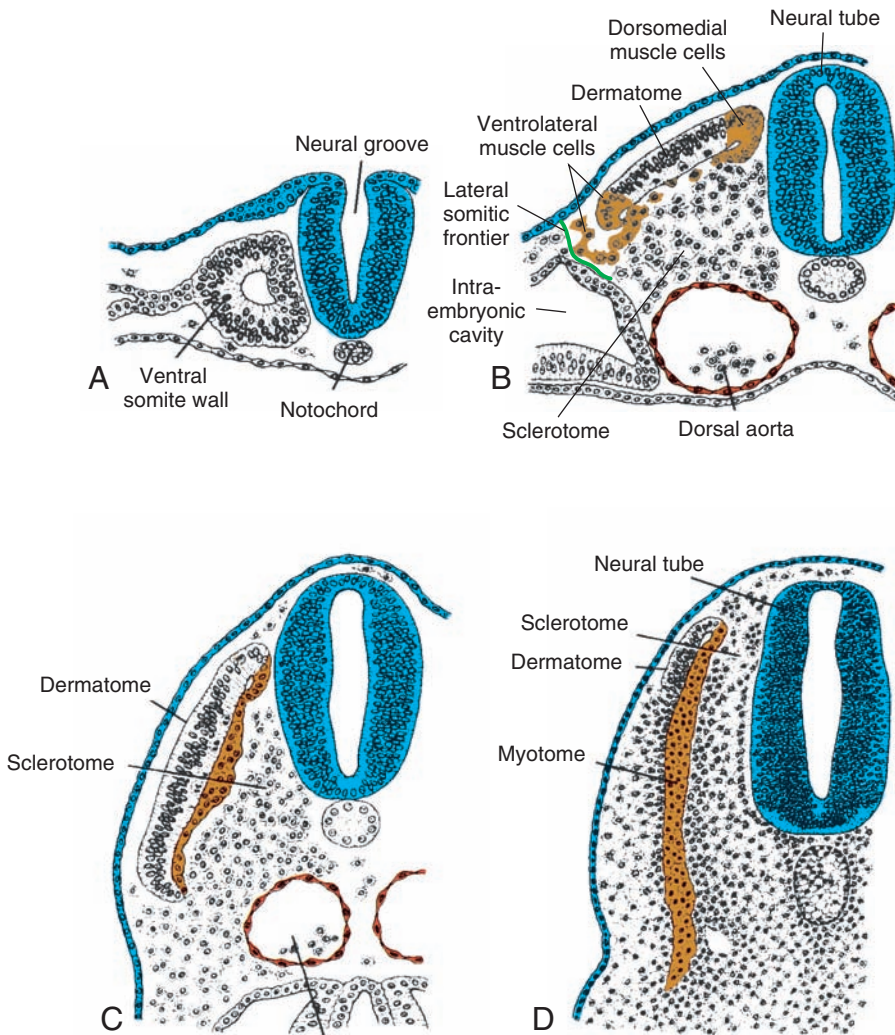 Neural groove
A
Ventral
somite wall
Notochord
Dorsomedial
muscle cells
Neural tube
Dermatome
Ventrolateral
muscle cells
Lateral
somitic
frontier
Intra-
embryonic
cavity
B
Sclerotome
Dorsal aorta
Dermatome
Sclerotome
C
Neural tube
Sclerotome
Dermatome
Myotome
D